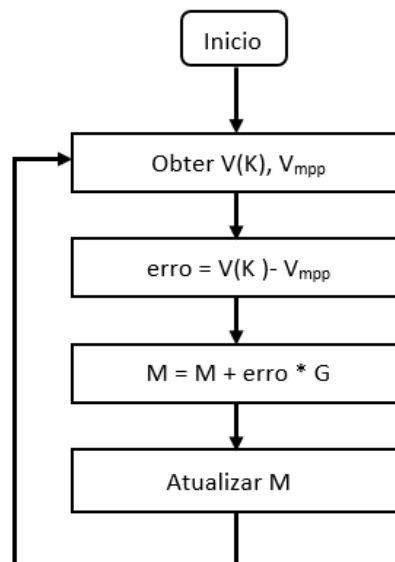 Inicio
Obter V(K), Vmpp
erro = V(K )- Vmpp
M = M + erro * G
Atualizar M